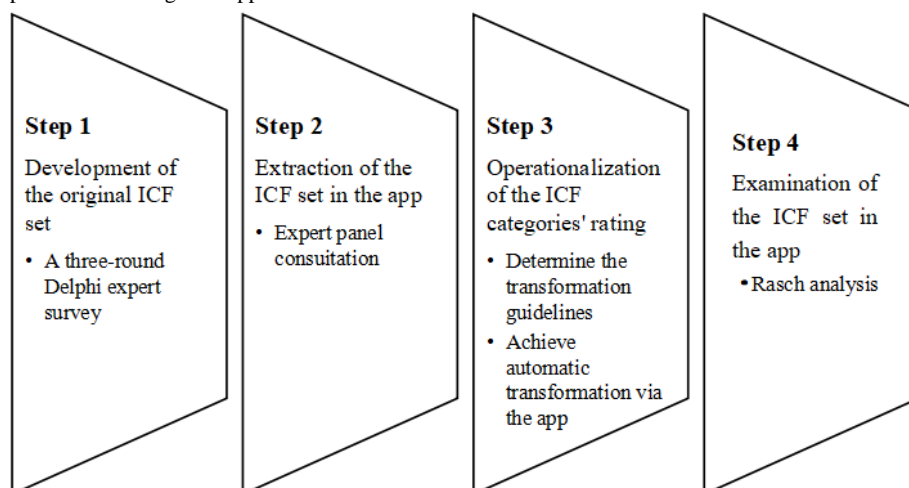 Step 1
Development of
the original ICF
set
• A three-round
Delphi expert
survey
Step 2
Extraction of the
ICF set in the app
• Expert panel
consuitation
Step 3
Operationalization
of the ICF
categories' rating
• Determine the
transformation
guidelines
• Achieve
automatic
transformation via
the app
Step 4
Examination of
the ICF set in
the app
• Rasch analysis